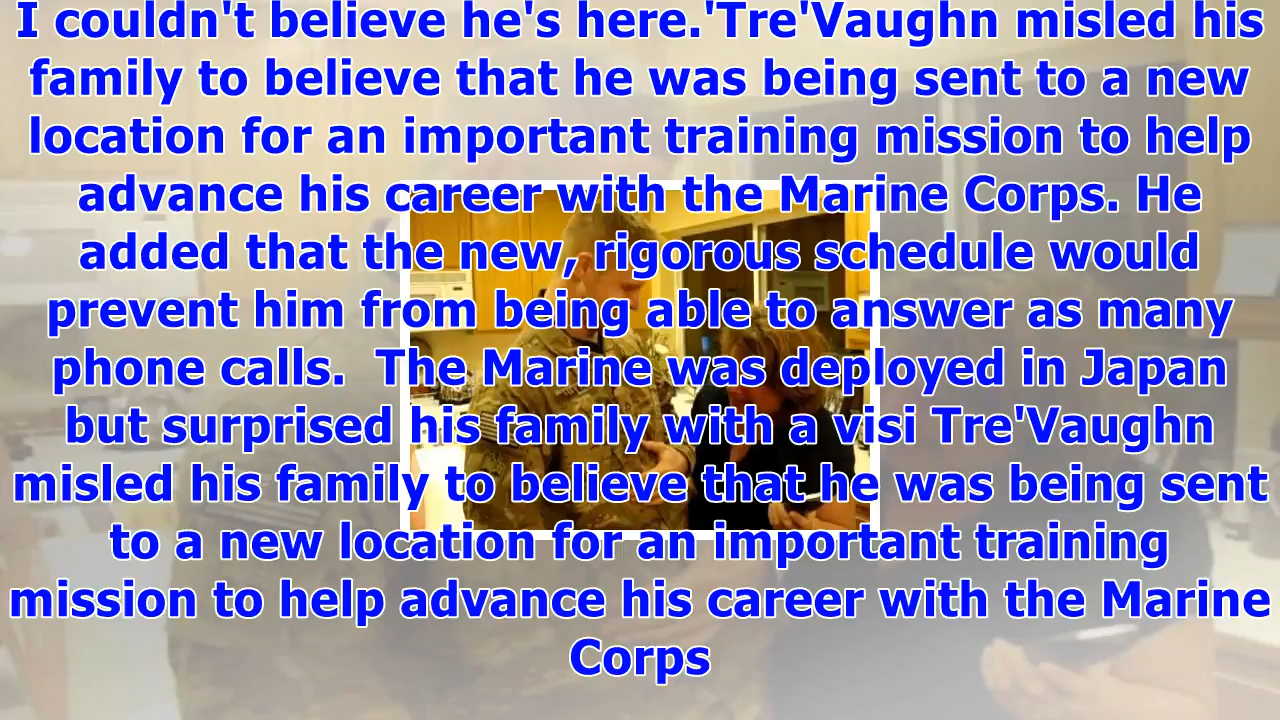 I couldn't believe he's here.'Tre'Vaughn misled his
family to believe that he was being sent to a new
location for an important training mission to help
advance his career with the Marine Corps. He
added that the new, rigorous schedule would
prevent him from being able to answer as many
phone calls.  The Marine was deployed in Japan
but surprised his family with a visi Tre'Vaughn
misled his family to believe that he was being sent
to a new location for an important training
mission to help advance his career with the Marine
Corps